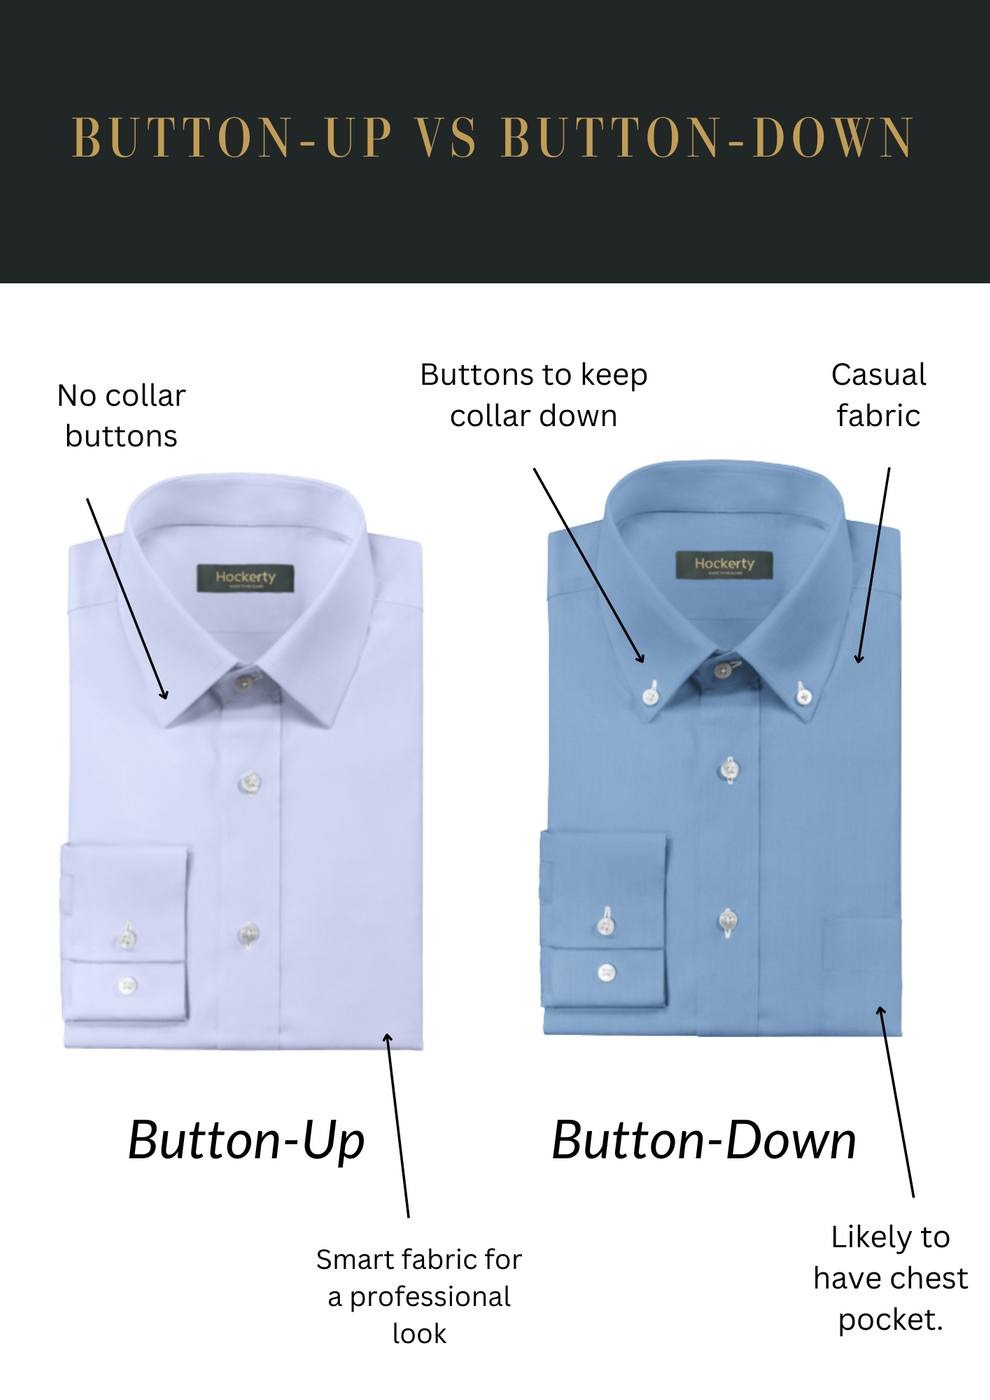 BUTTON-UP VS BUTTON-DOWN
No collar
buttons
Buttons to keep
collar down
Casual
fabric
Hockerty
Hockerty
Button-Up
Button-Down
Smart fabric for
a professional
look
Likely to
have chest
pocket.